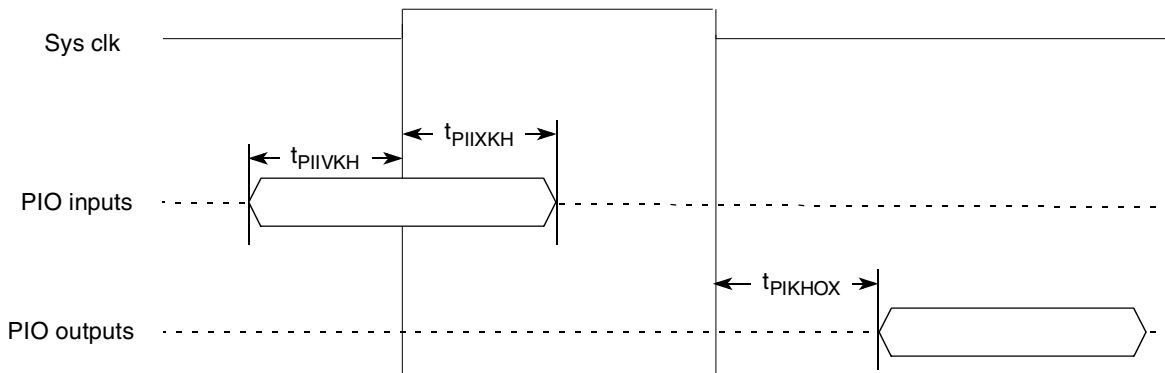 Sys clk
tPIIXKH
tPIIVKH
PIO inputs
tPIKHOX
PIO outputs